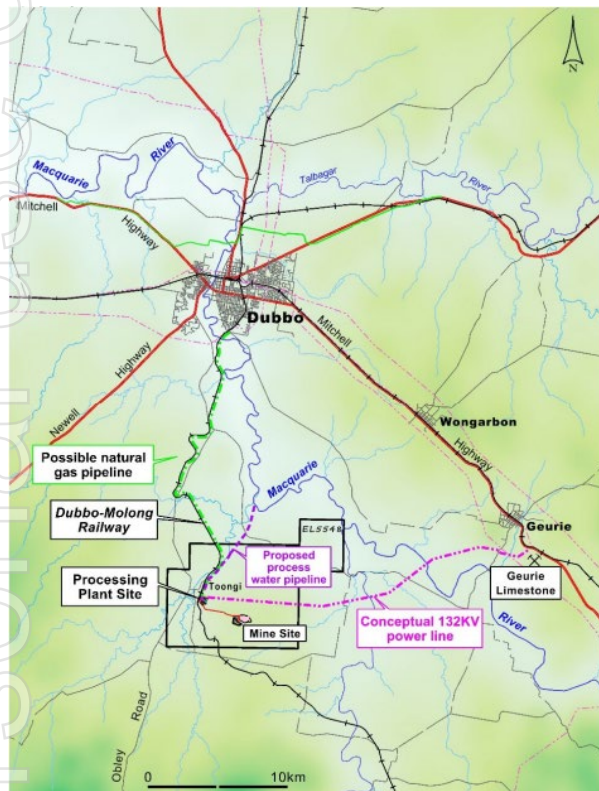 N
Macquarie
River
Talbagar
River
Mitchell
Highway
Dubbo
Mitchell
Highway
Newell
Highway
Wongarbon
Possible natural
gas pipeline
Macquarie
Dubbo-Molong
Railway
EL5548
Geurie
Proposed
process
water pipeline
Processing
Plant Site
Toongi
Geurie
Limestone
Mine Site
Conceptual 132KV
power line
River
Obley
Road
0
10km